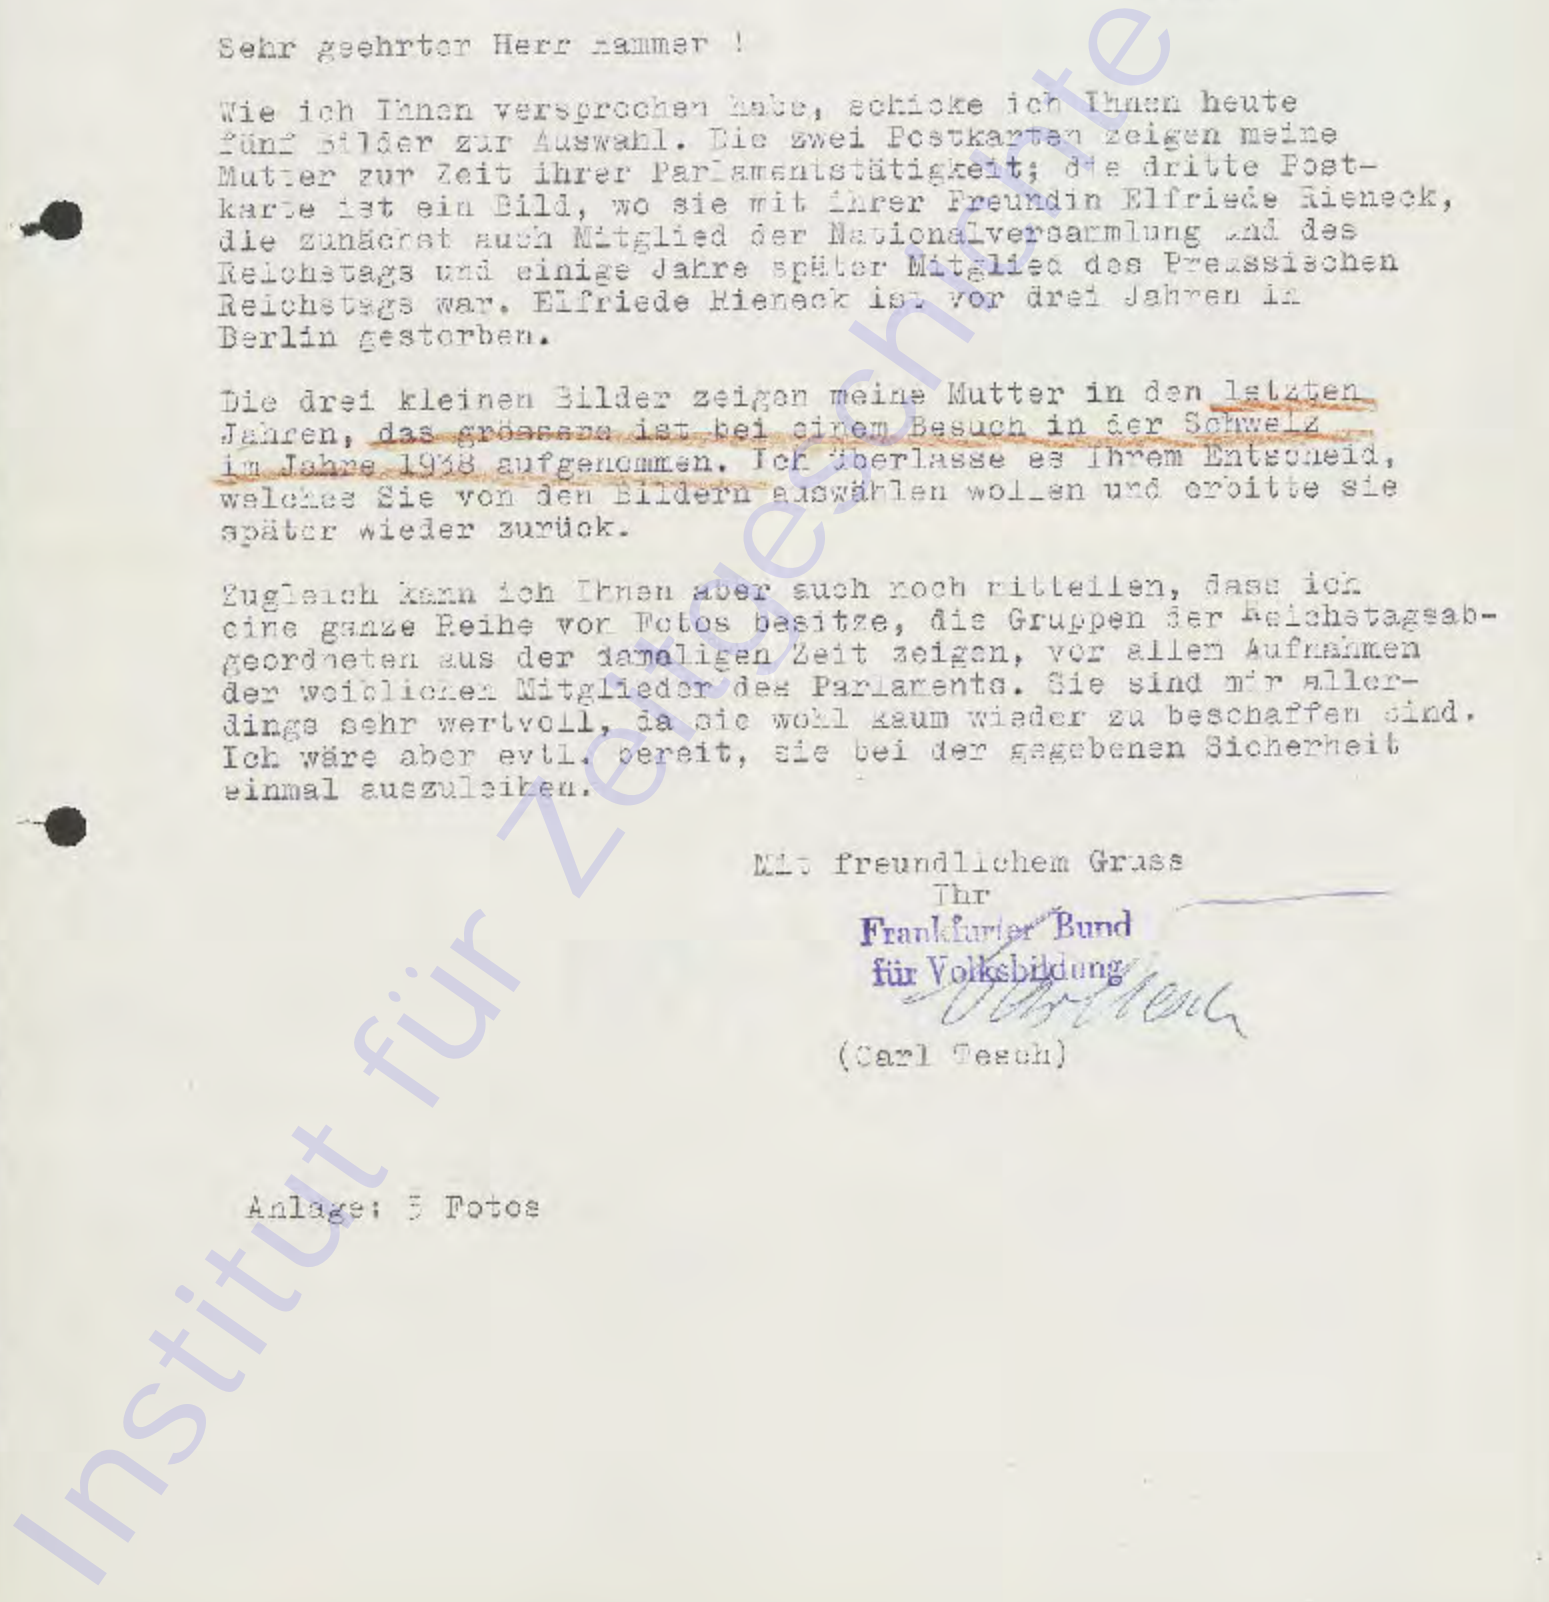 Sehr geehrter Herr Hammer !
Wie ich Ihnen versprochen habe, schicke ich Ihnen heute
fünf Bilder zur Auswahl. Die zwei Postkarten zeigen meine
Mutter zur Zeit ihrer Parlamentstätigkeit; die dritte Post-
karte ist ein Bild, wo sie mit ihrer Freundin Elfriede Rieneck,
die zunächst auch Mitglied der Nationalversammlung und des
Reichstags und einige Jahre später Mitglied des Preussischen
Reichstags war. Elfriede Rieneck ist vor drei Jahren in
Berlin gestorben.
Die drei kleinen Bilder zeigen meine Mutter in den letzten
Jahren, das grössere ist bei einem Besuch in der Schweiz
im Jahre 1938 aufgenommen. Ich überlasse es Ihrem Entscheid,
welches Sie von den Bildern auswählen wollen und erbitte sie
später wieder zurück.
Zugleich kann ich Ihnen aber auch noch mitteilen, dass ich
eine ganze Reihe von Fotos besitze, die Gruppen der Reichstagsab-
geordneten aus der damaligen Zeit zeigen, vor allem Aufnahmen
der weiblichen Mitglieder des Parlaments. Sie sind mir aller-
dings sehr wertvoll, da sie wohl kaum wieder zu beschaffen sind.
Ich wäre aber evtl. bereit, sie bei der gegebenen Sicherheit
einmal auszuleihen.
Mit freundlichem Gruss
Ihr
Frankfurter Bund
für Volksbildung
(Carl Tesch)
Anlage: 5 Fotos
Institut für Zeitgeschichte